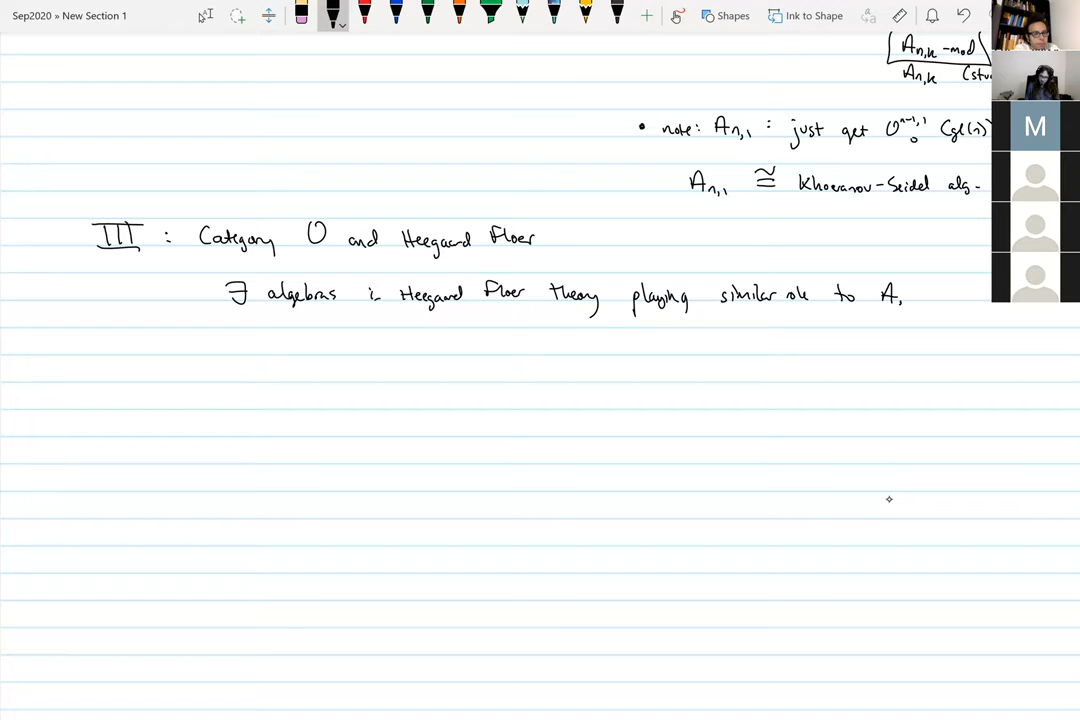 Sep2020 » New Section 1
Shapes
Ink to Shape
A_{n,k} -mod
A_{n,k}
• note: A_{n,1} : just get O_0^{n-1,1} (gl(n))
A_{n,1} ≅ Khovanov-Seidel alg.
M
III : Category O and Heegaard Floer
∃ algebras in Heegaard Floer theory playing similar role to A,